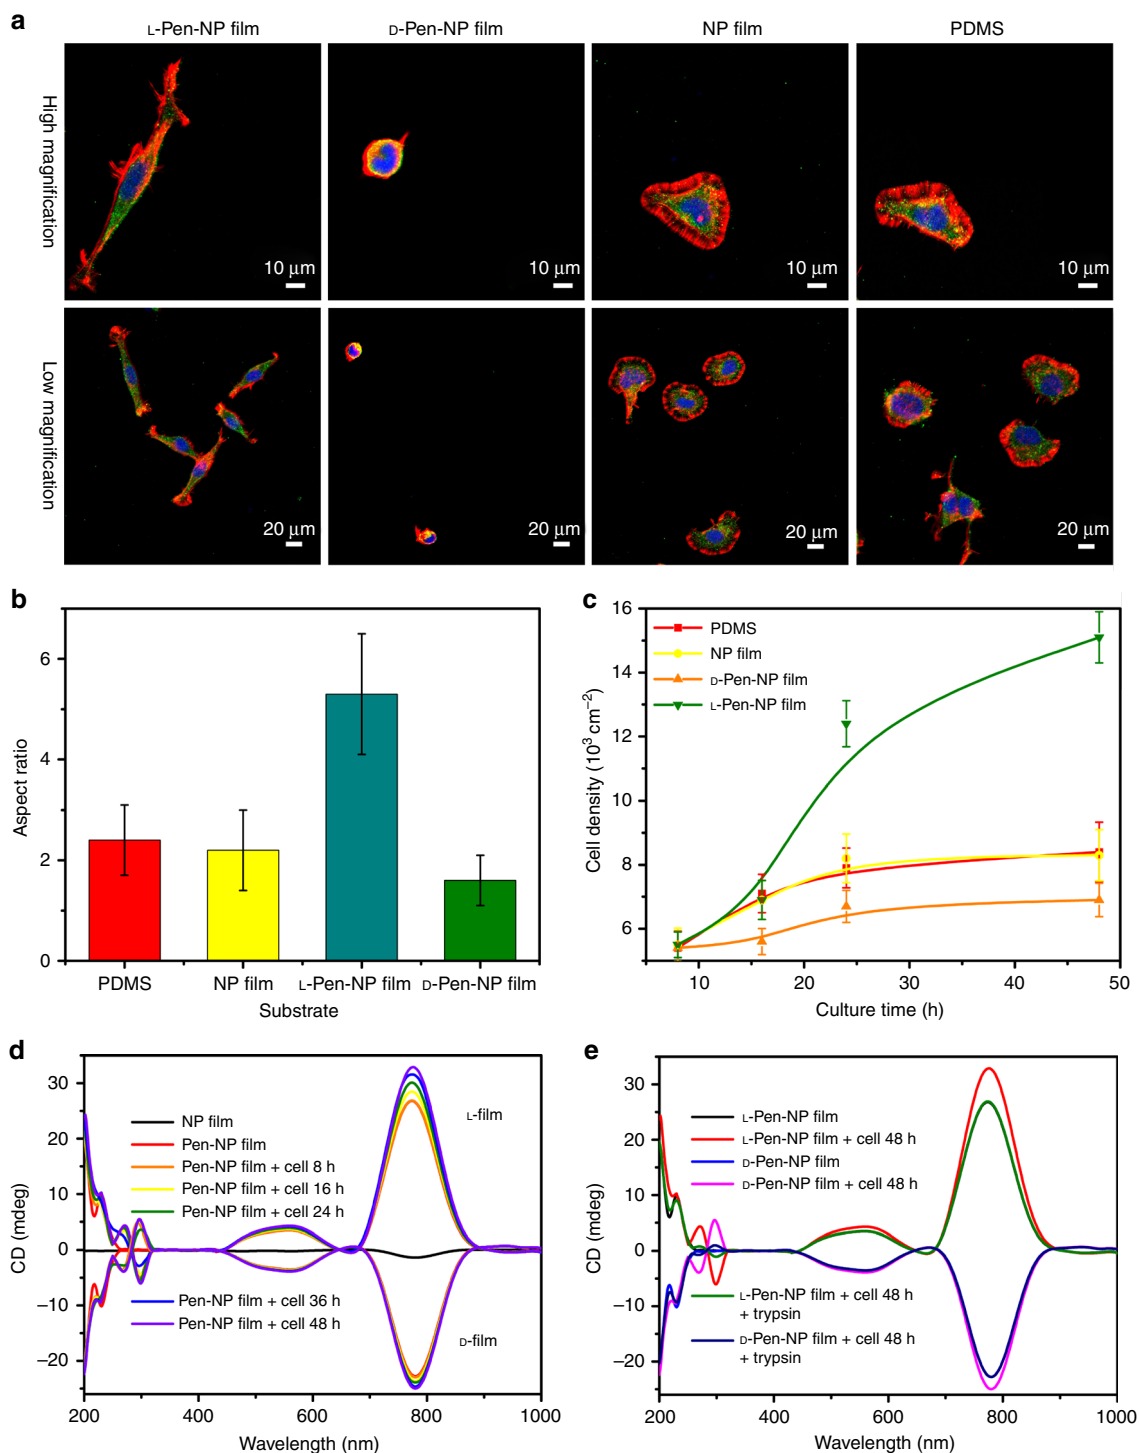 a
L-Pen-NP film
D-Pen-NP film
NP film
PDMS
High magnification
10 μm
10 μm
10 μm
10 μm
Low magnification
20 μm
20 μm
20 μm
20 μm
b
Aspect ratio
6
4
2
0
PDMS
NP film
L-Pen-NP film
D-Pen-NP film
Substrate
c
Cell density (10³ cm⁻²)
16
14
12
10
8
6
PDMS
NP film
D-Pen-NP film
L-Pen-NP film
10
20
30
40
50
Culture time (h)
d
CD (mdeg)
30
20
10
0
−10
−20
NP film
Pen-NP film
Pen-NP film + cell 8 h
Pen-NP film + cell 16 h
Pen-NP film + cell 24 h
Pen-NP film + cell 36 h
Pen-NP film + cell 48 h
L-film
D-film
200
400
600
800
1000
Wavelength (nm)
e
CD (mdeg)
30
20
10
0
−10
−20
L-Pen-NP film
L-Pen-NP film + cell 48 h
D-Pen-NP film
D-Pen-NP film + cell 48 h
L-Pen-NP film + cell 48 h
+ trypsin
D-Pen-NP film + cell 48 h
+ trypsin
200
400
600
800
1000
Wavelength (nm)